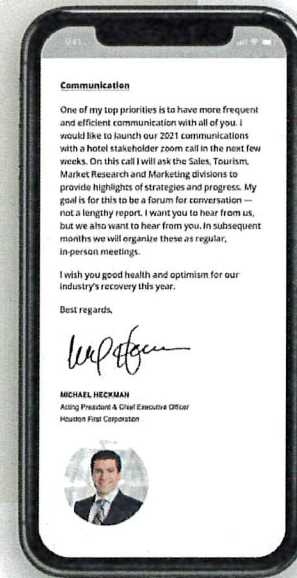 9:41
Communication
One of my top priorities is to have more frequent
and efficient communication with all of you. I
would like to launch our 2021 communications
with a hotel stakeholder zoom call in the next few
weeks. On this call I will ask the Sales, Tourism,
Market Research and Marketing divisions to
provide highlights of strategies and progress. My
goal is for this to be a forum for conversation —
not a lengthy report. I want you to hear from us,
but we also want to hear from you. In subsequent
months we will organize these as regular,
in-person meetings.
I wish you good health and optimism for our
industry's recovery this year.
Best regards,
MICHAEL HECKMAN
Acting President & Chief Executive Officer
Houston First Corporation